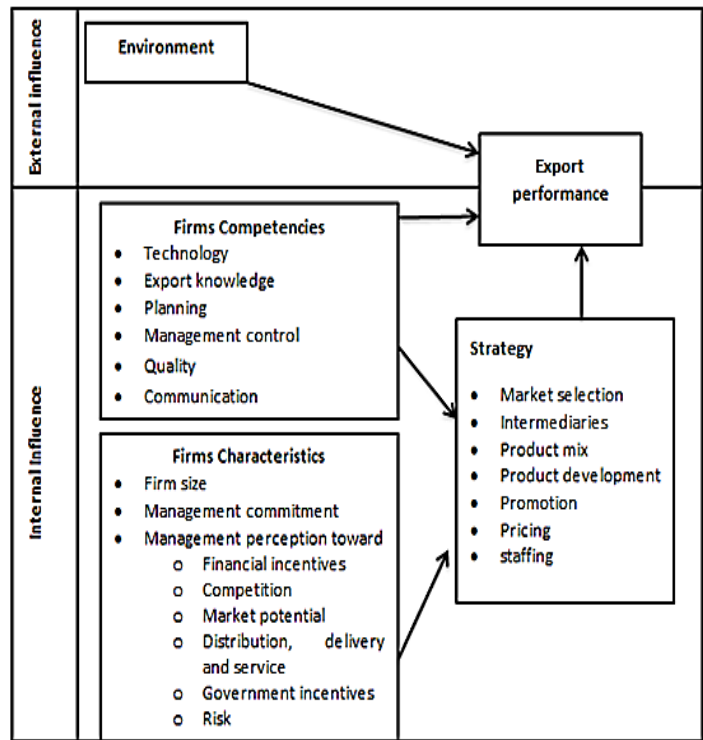 External influence
Environment
Export
performance
Internal Influence
Firms Competencies
• Technology
• Export knowledge
• Planning
• Management control
• Quality
• Communication
Firms Characteristics
• Firm size
• Management commitment
• Management perception toward
o Financial incentives
o Competition
o Market potential
o Distribution, delivery
and service
o Government incentives
o Risk
Strategy
• Market selection
• Intermediaries
• Product mix
• Product development
• Promotion
• Pricing
• staffing